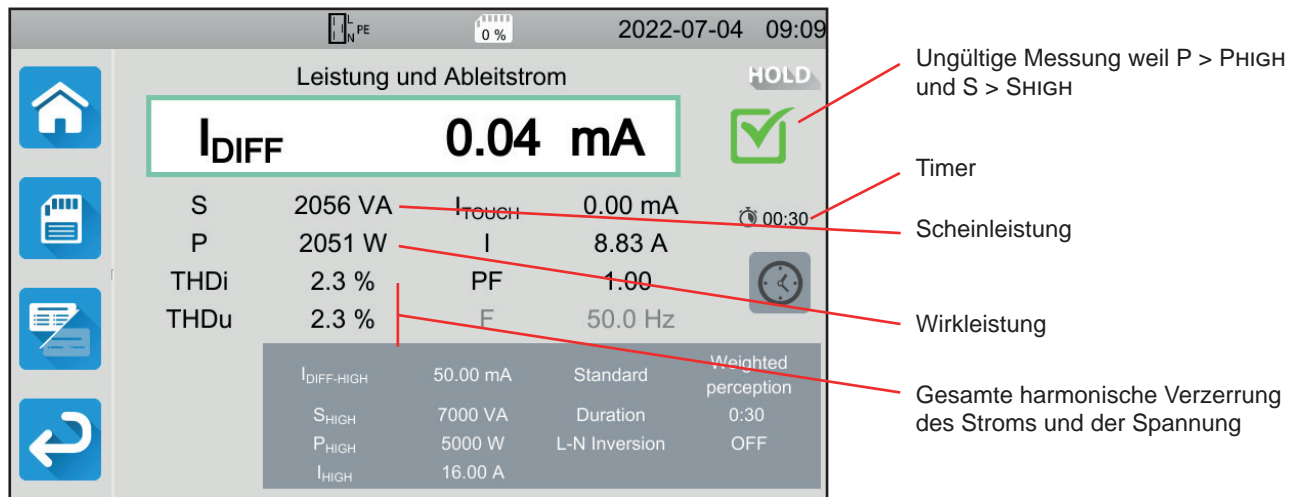 L
N PE
0 %
2022-07-04 09:09
Leistung und Ableitstrom
HOLD
IDIFF 0.04 mA
S 2056 VA ITOUCH 0.00 mA
00:30
P 2051 W I 8.83 A
THDi 2.3 % PF 1.00
THDu 2.3 % F 50.0 Hz
IDIFF-HIGH 50.00 mA Standard Weighted
perception
SHIGH 7000 VA Duration 0:30
PHIGH 5000 W L-N Inversion OFF
IHIGH 16.00 A
Ungültige Messung weil P > PHIGH
und S > SHIGH
Timer
Scheinleistung
Wirkleistung
Gesamte harmonische Verzerrung
des Stroms und der Spannung